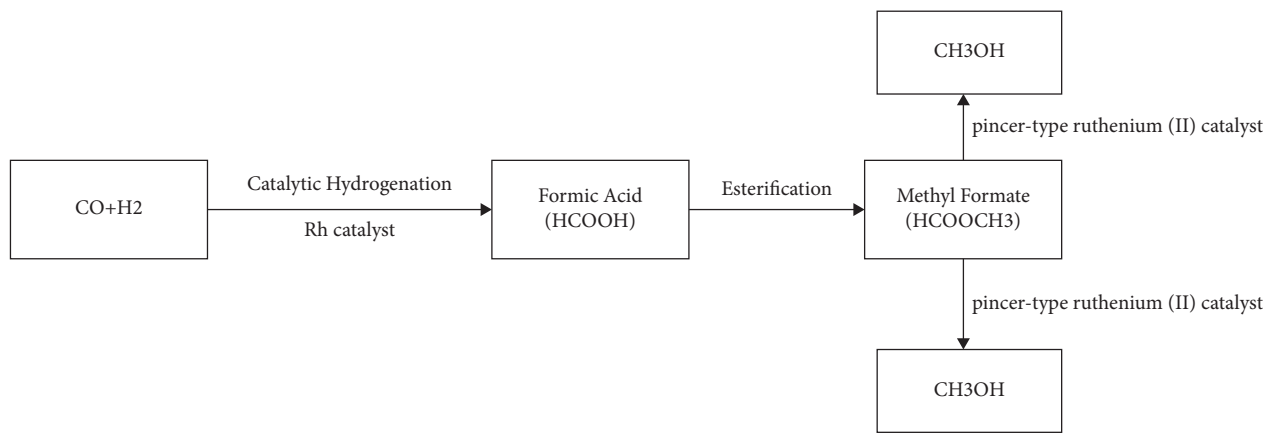 CH3OH
pincer-type ruthenium (II) catalyst
CO+H2
Catalytic Hydrogenation
Rh catalyst
Formic Acid
(HCOOH)
Esterification
Methyl Formate
(HCOOCH3)
pincer-type ruthenium (II) catalyst
CH3OH